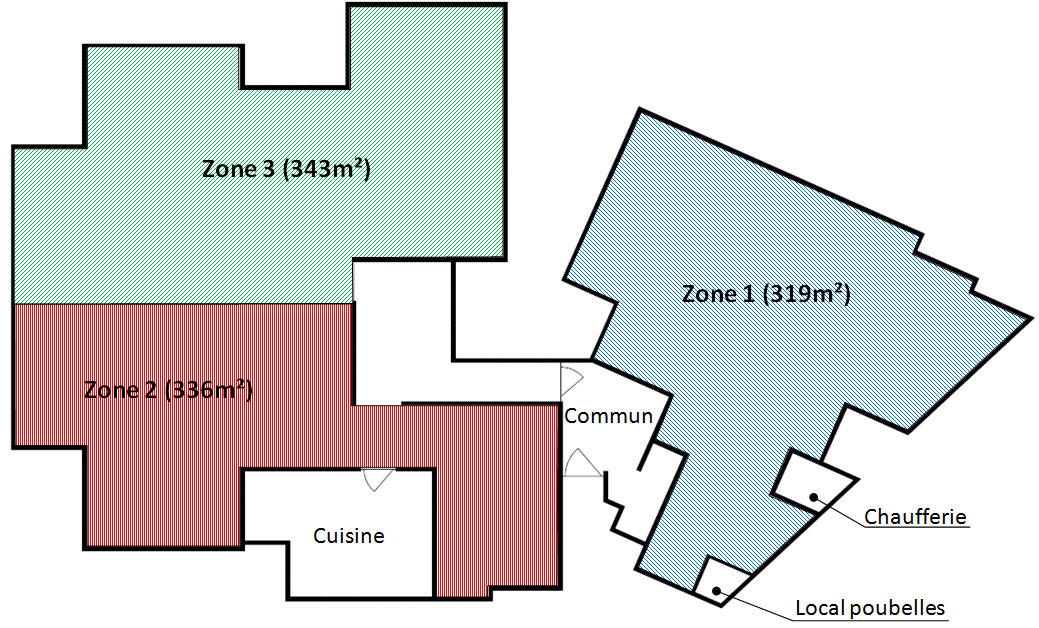 Zone 3 (343m²)
Zone 1 (319m²)
Zone 2 (336m²)
Commun
Cuisine
Chaufferie
Local poubelles